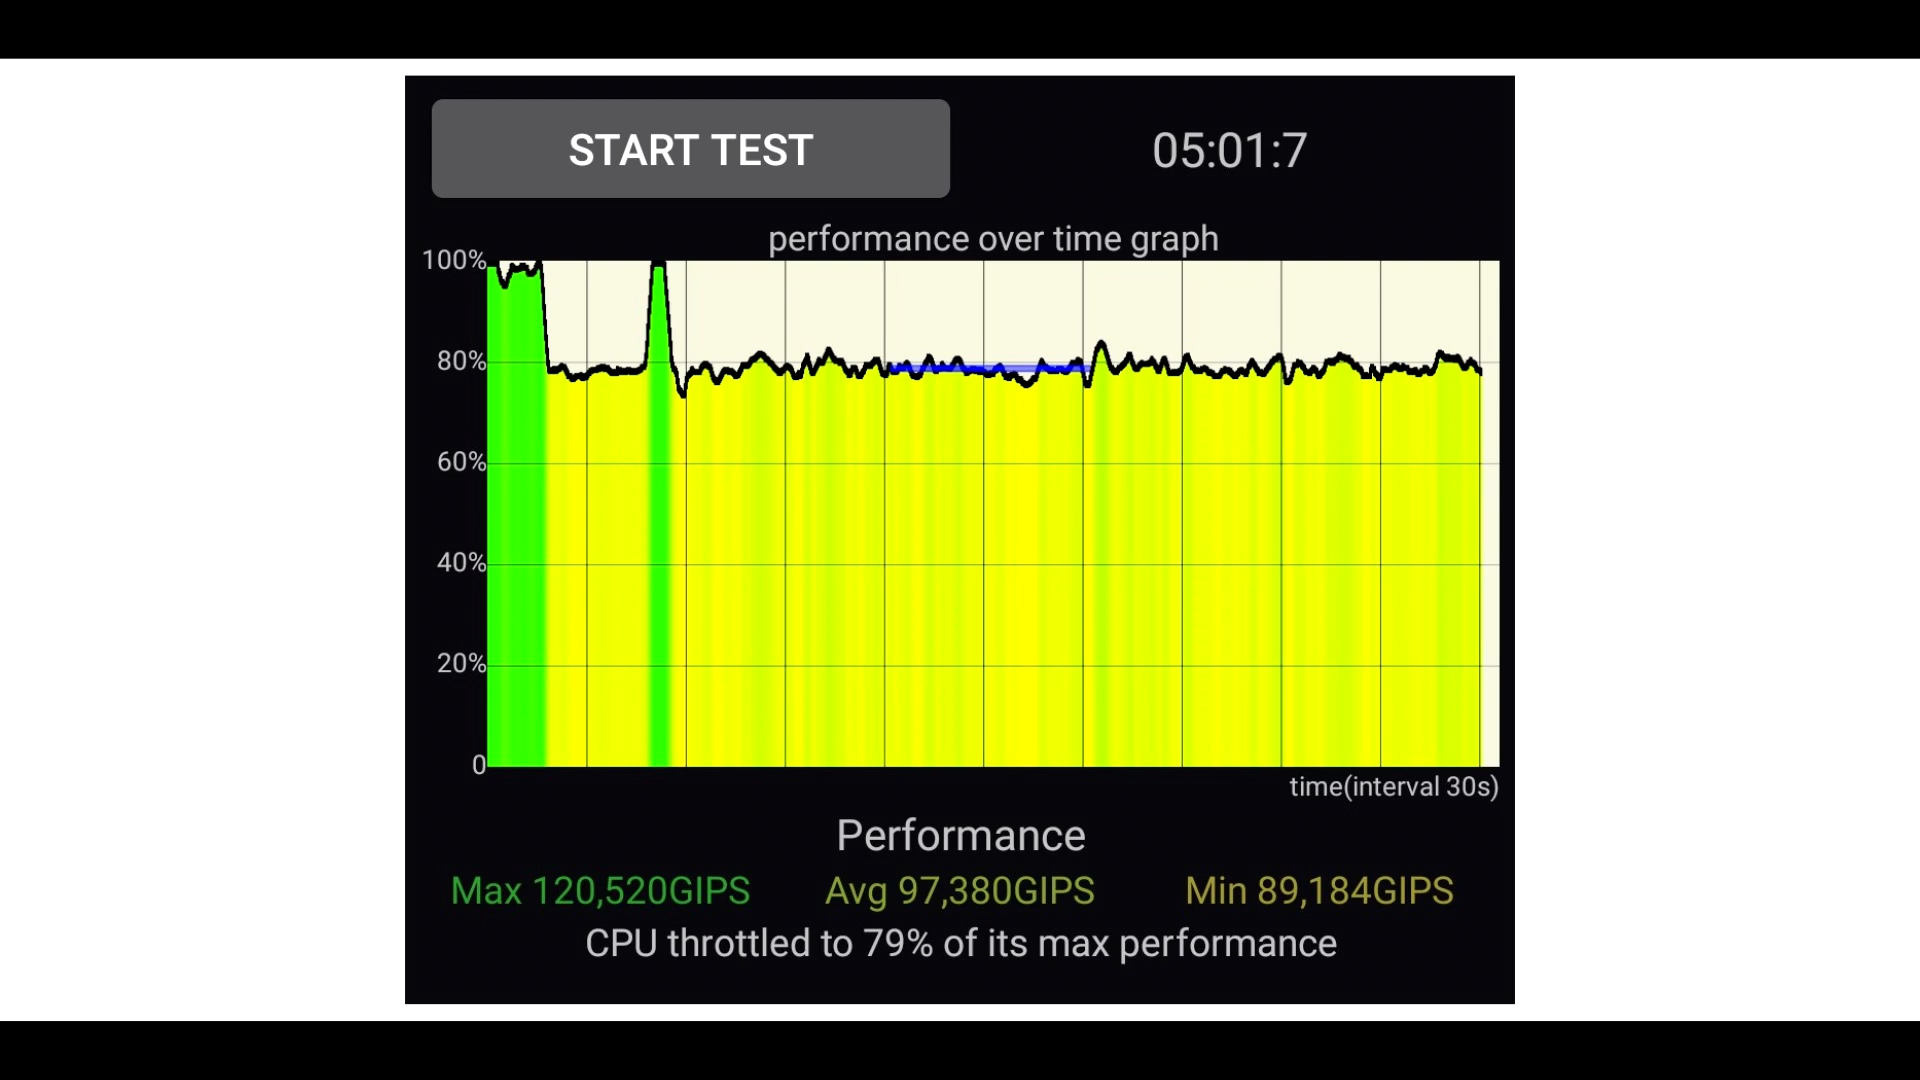 START TEST
05:01:7
performance over time graph
100%
80%
60%
40%
20%
0
time(interval 30s)
Performance
Max 120,520GIPS Avg 97,380GIPS Min 89,184GIPS
CPU throttled to 79% of its max performance